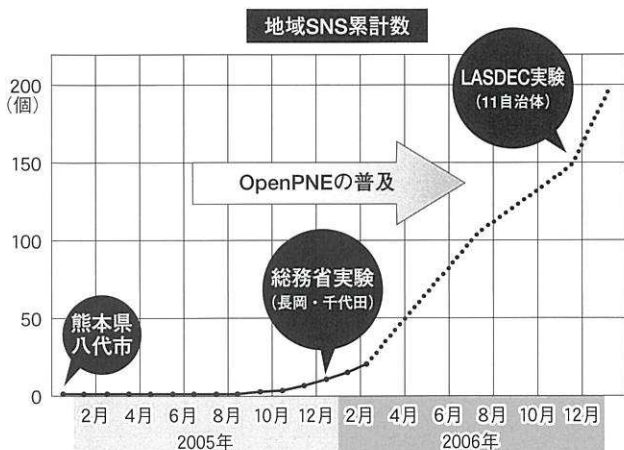 地域SNS累計数
200
(個)
150
100
50
0
LASDEC実験
(11自治体)
OpenPNEの普及
総務省実験
(長岡・千代田)
熊本県
八代市
2月 4月 6月 8月 10月 12月 2月 4月 6月 8月 10月 12月
2005年 2006年